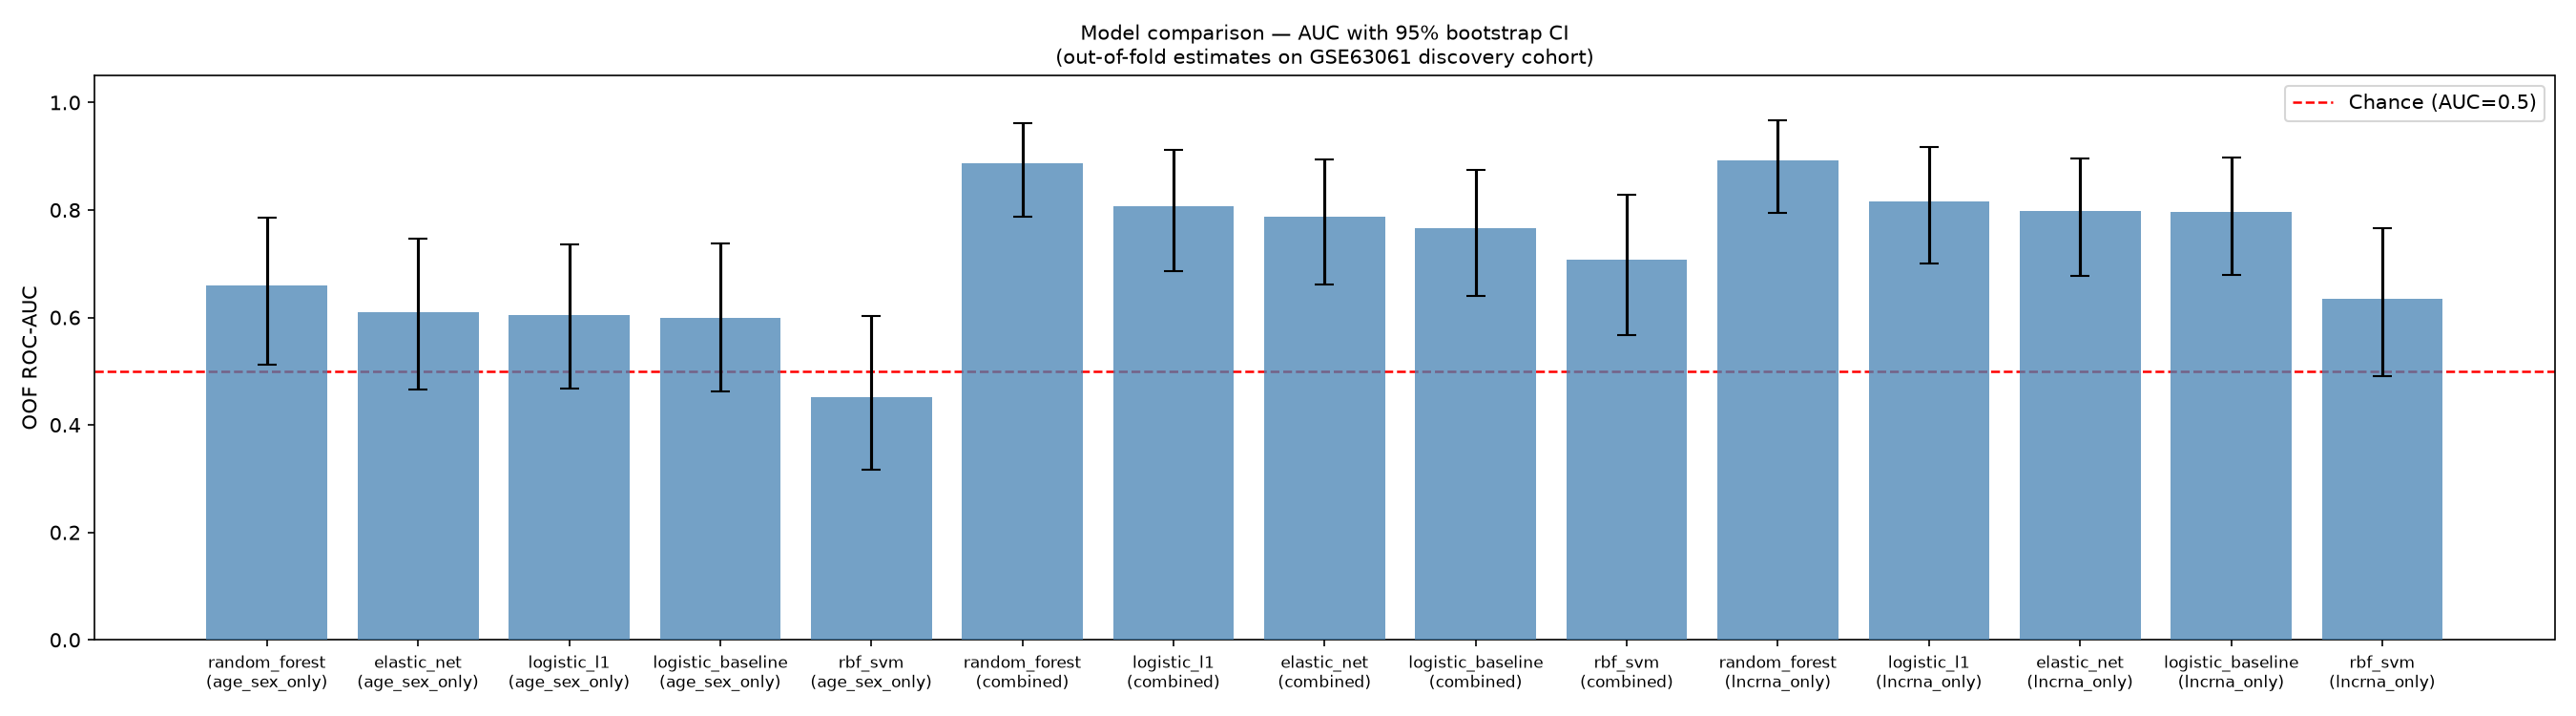 Model comparison — AUC with 95% bootstrap CI
(out-of-fold estimates on GSE63061 discovery cohort)
Chance (AUC=0.5)
OOF ROC-AUC
1.0
0.8
0.6
0.4
0.2
0.0
random_forest
(age_sex_only)
elastic_net
(age_sex_only)
logistic_l1
(age_sex_only)
logistic_baseline
(age_sex_only)
rbf_svm
(age_sex_only)
random_forest
(combined)
logistic_l1
(combined)
elastic_net
(combined)
logistic_baseline
(combined)
rbf_svm
(combined)
random_forest
(lncrna_only)
logistic_l1
(lncrna_only)
elastic_net
(lncrna_only)
logistic_baseline
(lncrna_only)
rbf_svm
(lncrna_only)